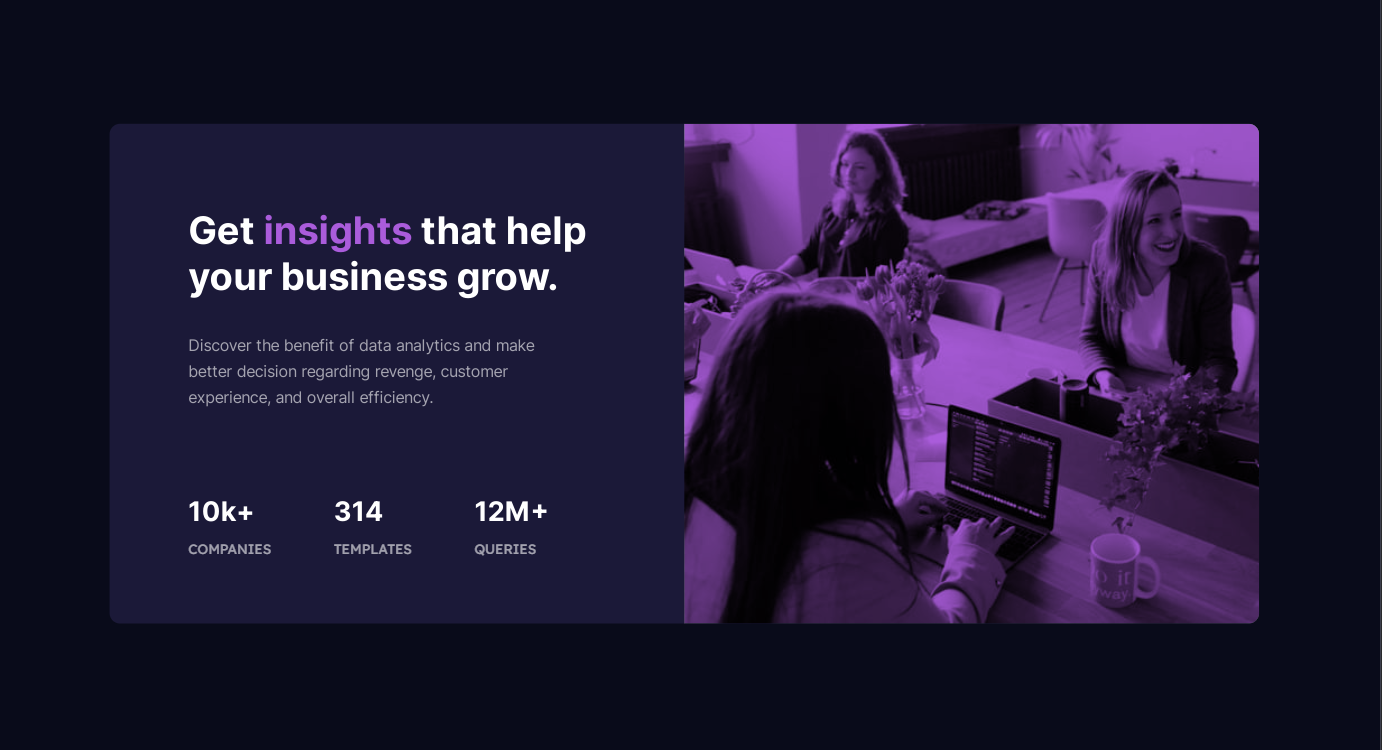 Get insights that help
your business grow.
Discover the benefit of data analytics and make
better decision regarding revenge, customer
experience, and overall efficiency.
10k+ 314 12M+
COMPANIES TEMPLATES QUERIES